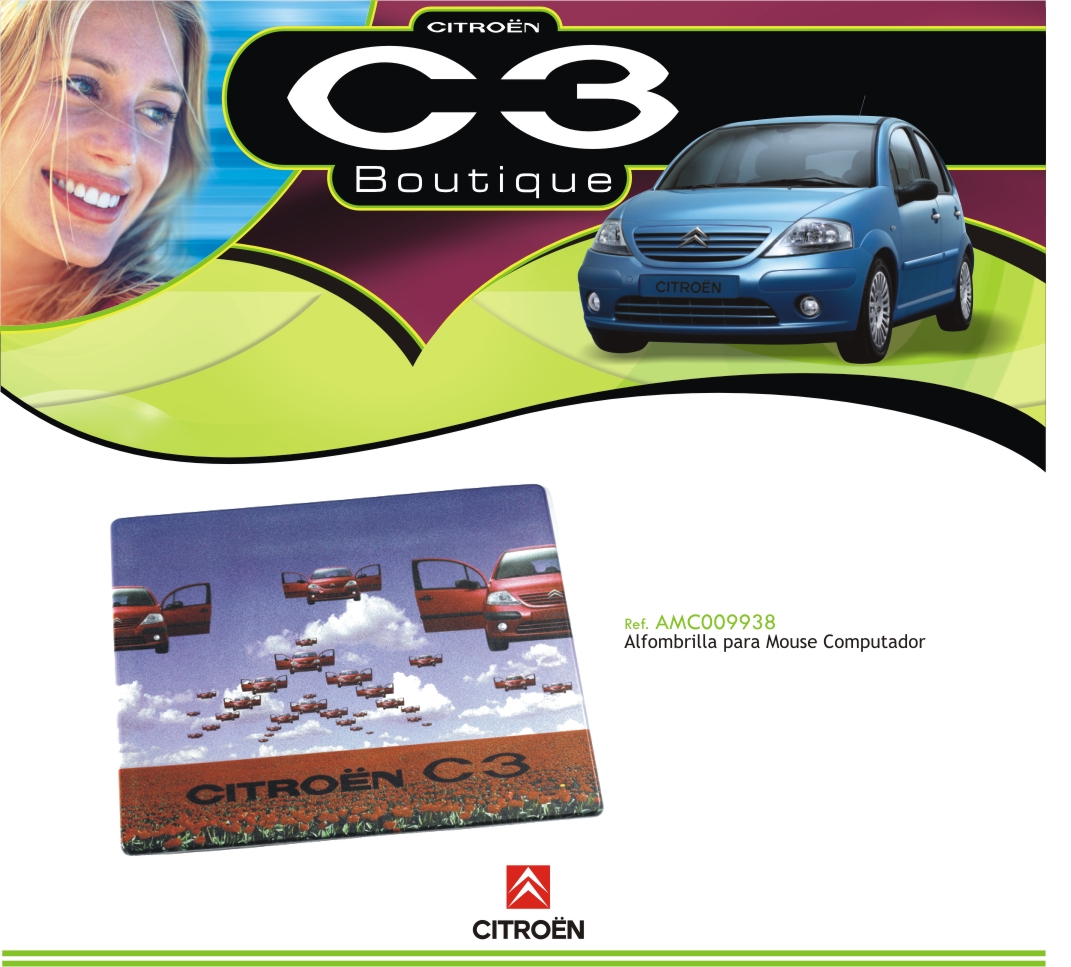 CITROËN
C3
Boutique
CITROËN
Ref. AMC009938
Alfombrilla para Mouse Computador
CITROËN C3
CITROËN